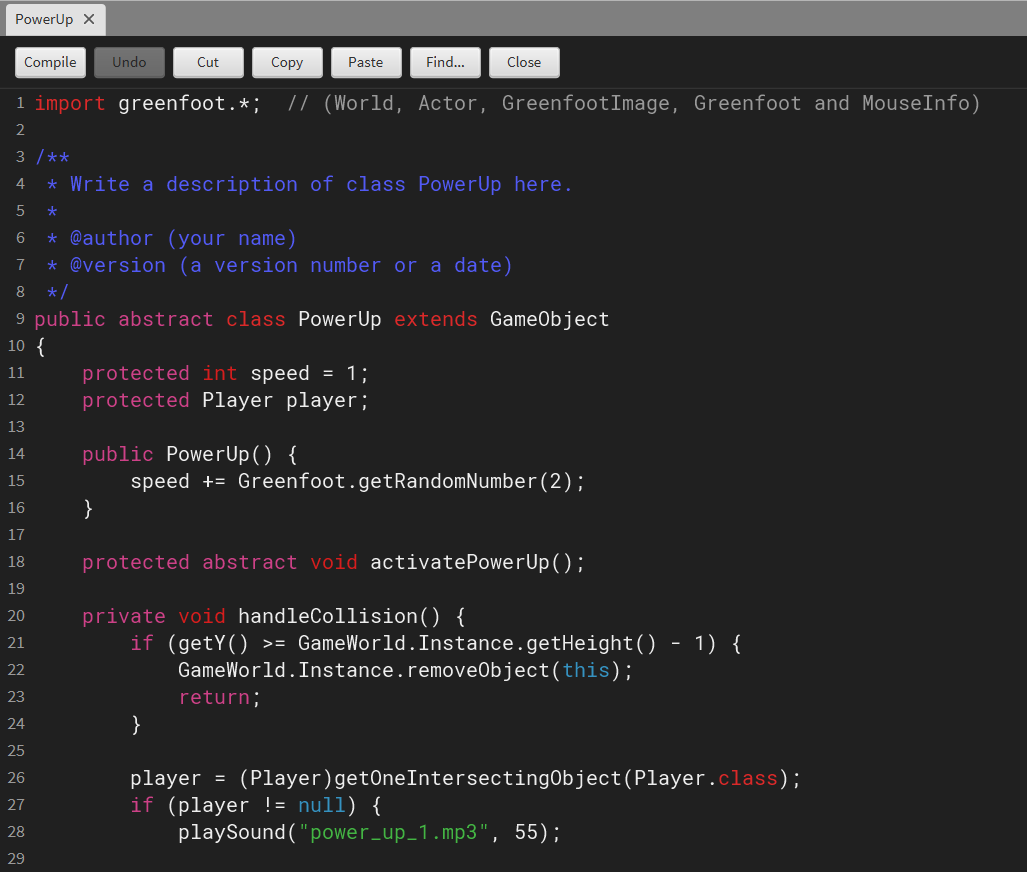 PowerUp ✕
Compile Undo Cut Copy Paste Find... Close
1 import greenfoot.*;  // (World, Actor, GreenfootImage, Greenfoot and MouseInfo)
2
3 /**
4  * Write a description of class PowerUp here.
5  *
6  * @author (your name)
7  * @version (a version number or a date)
8  */
9 public abstract class PowerUp extends GameObject
10 {
11     protected int speed = 1;
12     protected Player player;
13
14     public PowerUp() {
15         speed += Greenfoot.getRandomNumber(2);
16     }
17
18     protected abstract void activatePowerUp();
19
20     private void handleCollision() {
21         if (getY() >= GameWorld.Instance.getHeight() - 1) {
22             GameWorld.Instance.removeObject(this);
23             return;
24         }
25
26         player = (Player)getOneIntersectingObject(Player.class);
27         if (player != null) {
28             playSound("power_up_1.mp3", 55);
29